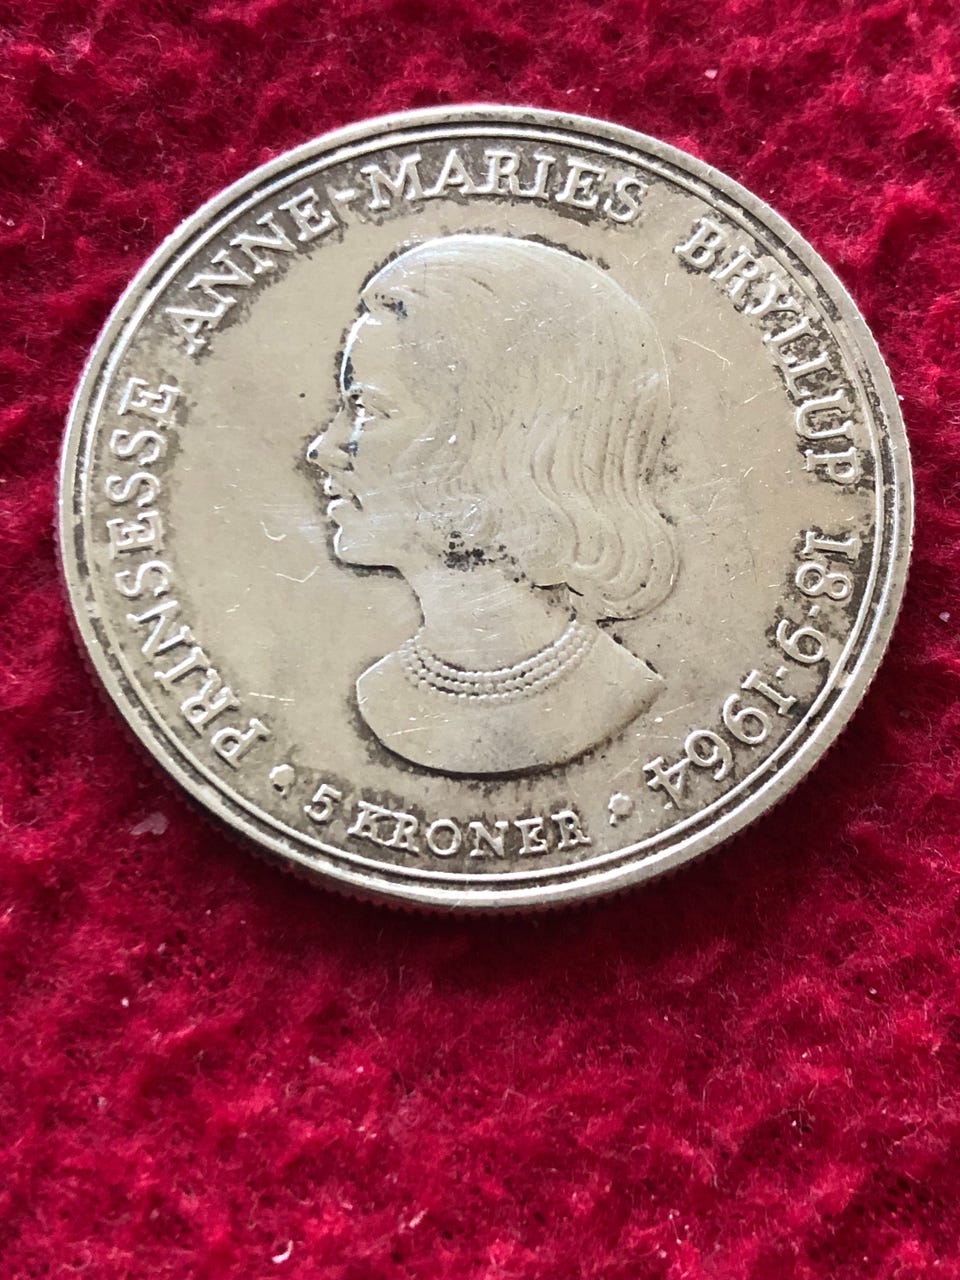 PRINSESSE ANNE-MARIES BRYLLUP 18-9-1964
5 KRONER